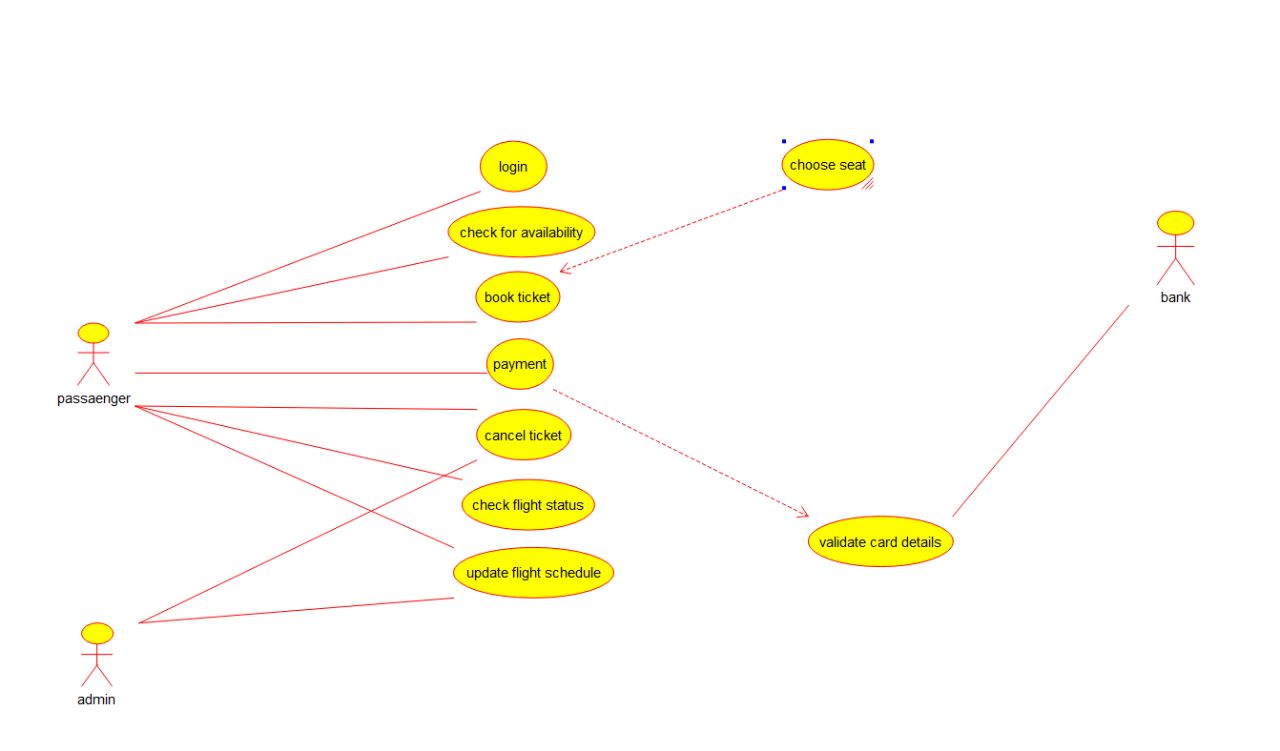 login
choose seat
check for availability
book ticket
bank
payment
passaenger
cancel ticket
check flight status
validate card details
update flight schedule
admin